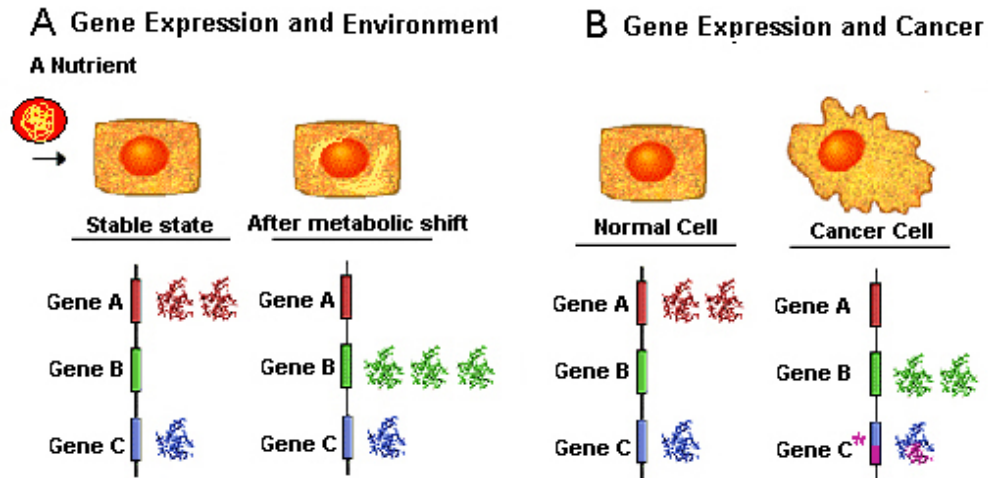 A Gene Expression and Environment
A Nutrient
Stable state
After metabolic shift
Gene A
Gene B
Gene C
Gene A
Gene B
Gene C
B Gene Expression and Cancer
Normal Cell
Cancer Cell
Gene A
Gene B
Gene C
Gene A
Gene B
Gene C*